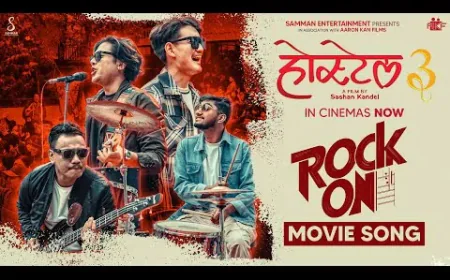 SAMMAN ENTERTAINMENT PRESENTS
IN ASSOCIATION WITH AARON KAN FILMS
होस्टेल ३
A FILM BY
Sashan Kandel
IN CINEMAS NOW
ROCK
ON
MOVIE SONG